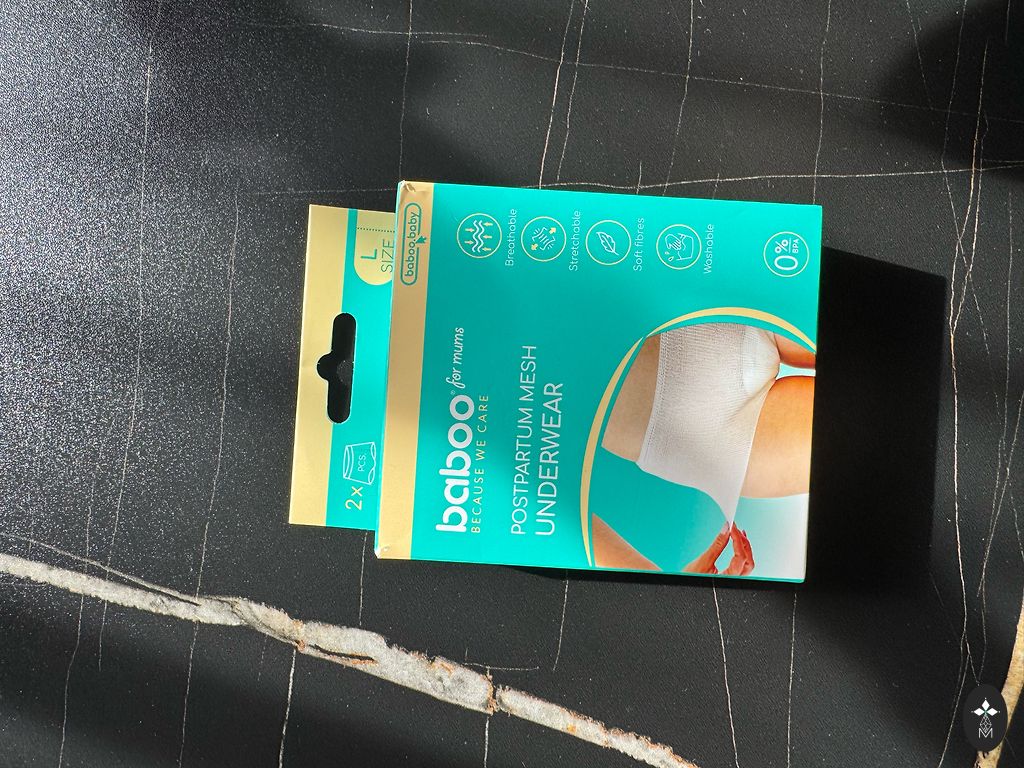 L
SIZE
2x
PCS.
baboo.baby
baboo® for mums
BECAUSE WE CARE
POSTPARTUM MESH
UNDERWEAR
Breathable
Stretchable
Soft fibres
Washable
0%
BPA
M